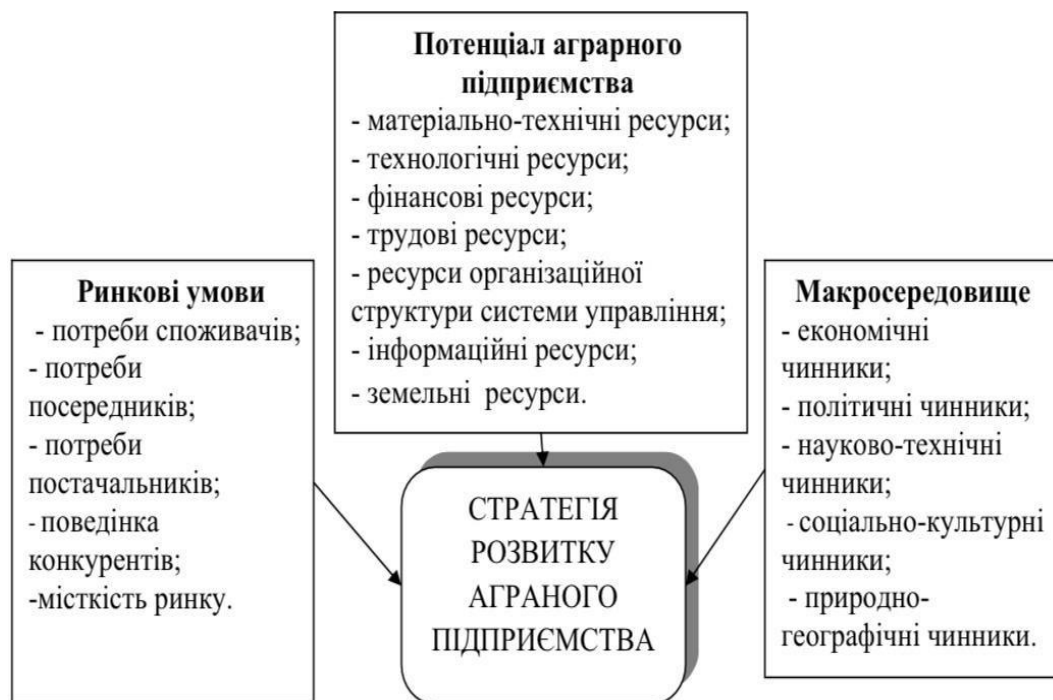 Потенціал аграрного
підприємства
- матеріально-технічні ресурси;
- технологічні ресурси;
- фінансові ресурси;
- трудові ресурси;
- ресурси організаційної
структури системи управління;
- інформаційні ресурси;
- земельні ресурси.
Ринкові умови
- потреби споживачів;
- потреби
посередників;
- потреби
постачальників;
- поведінка
конкурентів;
-місткість ринку.
Макросередовище
- економічні
чинники;
- політичні чинники;
- науково-технічні
чинники;
- соціально-культурні
чинники;
- природно-
географічні чинники.
СТРАТЕГІЯ
РОЗВИТКУ
АГРАНОГО
ПІДПРИЄМСТВА